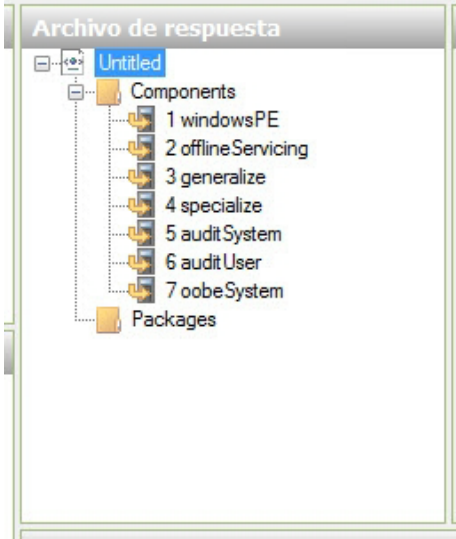 Archivo de respuesta
Untitled
Components
1 windowsPE
2 offlineServicing
3 generalize
4 specialize
5 auditSystem
6 auditUser
7 oobeSystem
Packages